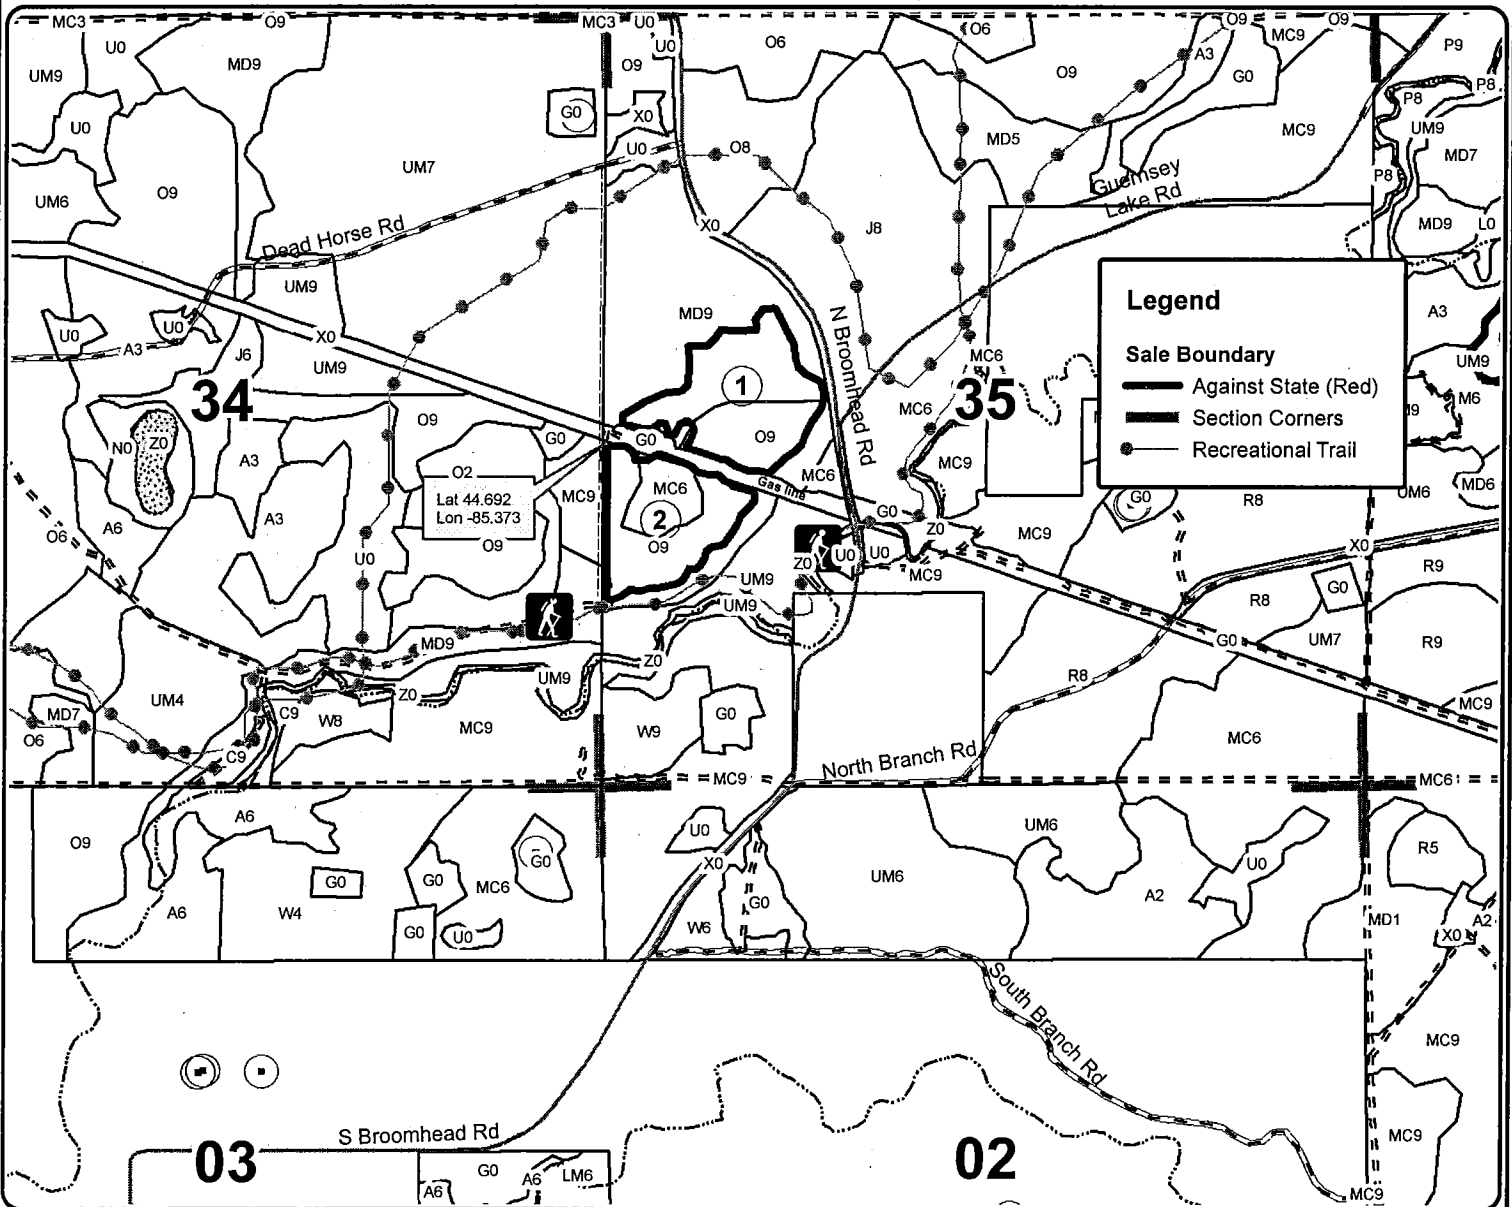 MC3 O9 MC3 U0 O6 O6 O9 MC9 O9
U0 U0 P9
UM9 MD9 O9 O9 A3 G0
G0 X0 P8 P8
U0 MC9 UM9
UM7 U0 O8 MD5 MD7
UM6 O9 P8
Guernsey
Lake Rd
Dead Horse Rd X0 J8 MD9 L0
UM9
MD9 N Broomhead Rd A3
U0 U0 X0
A3 J6 UM9 MC6 UM9
Legend
Sale Boundary
Against State (Red)
Section Corners
Recreational Trail
34 1 35
MC6 M6
N0 Z0 O9 G0 G0 O9
A3 O2 MC9 MC6 MC6 MC9
Gas line
Lat 44.692
Lon -85.373
G0 R8 UM6 MD6
A6 A3 2 G0 Z0 MC9
O6 O9 O9 X0
U0 Z0 U0 U0 R9
UM9 MC9 G0
UM9 R8
MD9 G0 UM7 R9
Z0
UM4 UM9 R8
Z0 MC9
MD7 C9 W8 G0
O6 MC9 W9 MC6
C9
North Branch Rd
MC9 MC6
A6
O9 U0 UM6 R5
X0 U0
G0 G0 G0 MC6 UM6
A6 W4 G0 A2 MD1 A2
G0 U0 W6 X0
South Branch Rd
MC9
S Broomhead Rd
03 02 MC9
G0 A6 LM6
A6 MC9